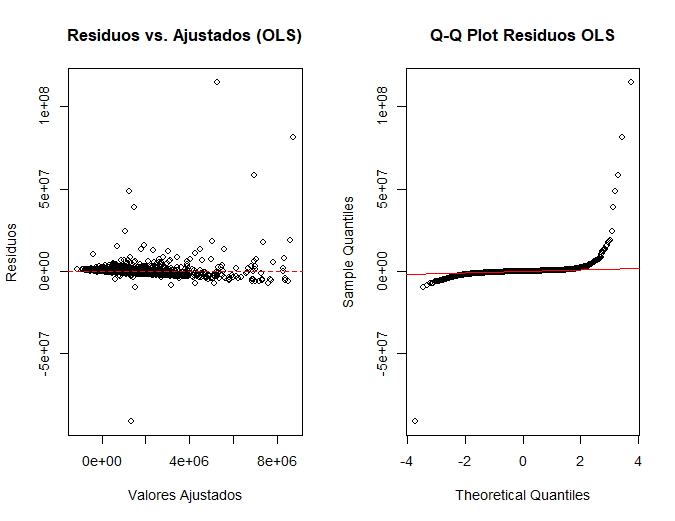 Residuos vs. Ajustados (OLS)
Residuos
1e+08
5e+07
0e+00
-5e+07
0e+00 4e+06 8e+06
Valores Ajustados
Q-Q Plot Residuos OLS
Sample Quantiles
1e+08
5e+07
0e+00
-5e+07
-4 -2 0 2 4
Theoretical Quantiles